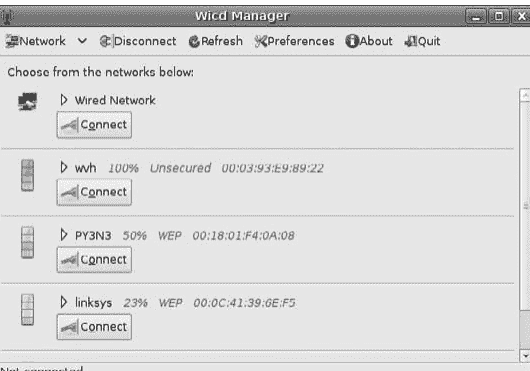 Wicd Manager
Network Disconnect Refresh Preferences About Quit
Choose from the networks below:
Wired Network
Connect
wvh 100% Unsecured 00:03:93:E9:89:22
Connect
PY3N3 50% WEP 00:18:01:F4:0A:08
Connect
linksys 23% WEP 00:0C:41:39:6E:F5
Connect
Not connected